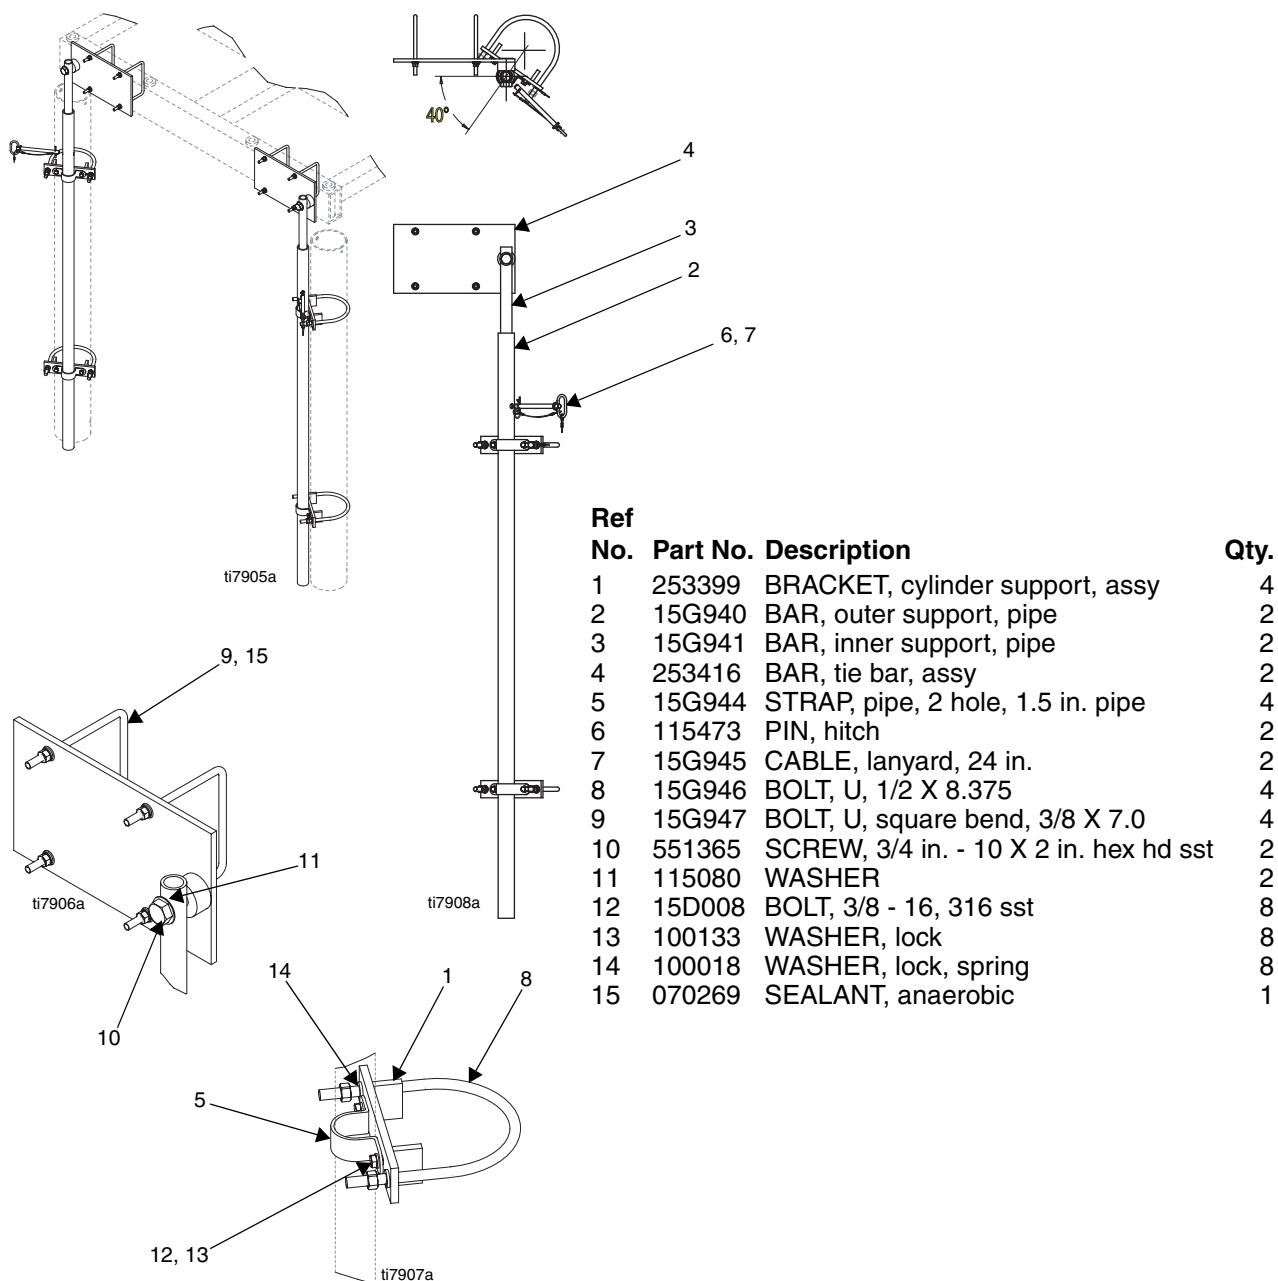 40°
4
3
2
6, 7
ti7905a
9, 15
11
ti7906a
10
ti7908a
14
1
8
5
12, 13
ti7907a
Ref
No. Part No. Description Qty.
1 253399 BRACKET, cylinder support, assy 4
2 15G940 BAR, outer support, pipe 2
3 15G941 BAR, inner support, pipe 2
4 253416 BAR, tie bar, assy 2
5 15G944 STRAP, pipe, 2 hole, 1.5 in. pipe 4
6 115473 PIN, hitch 2
7 15G945 CABLE, lanyard, 24 in. 2
8 15G946 BOLT, U, 1/2 X 8.375 4
9 15G947 BOLT, U, square bend, 3/8 X 7.0 4
10 551365 SCREW, 3/4 in. - 10 X 2 in. hex hd sst 2
11 115080 WASHER 2
12 15D008 BOLT, 3/8 - 16, 316 sst 8
13 100133 WASHER, lock 8
14 100018 WASHER, lock, spring 8
15 070269 SEALANT, anaerobic 1